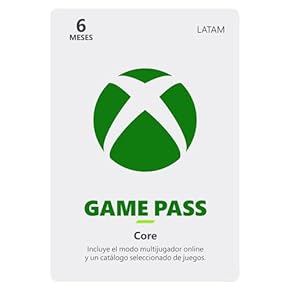 6
MESES
LATAM
GAME PASS
Core
Incluye el modo multijugador online
y un catálogo seleccionado de juegos.